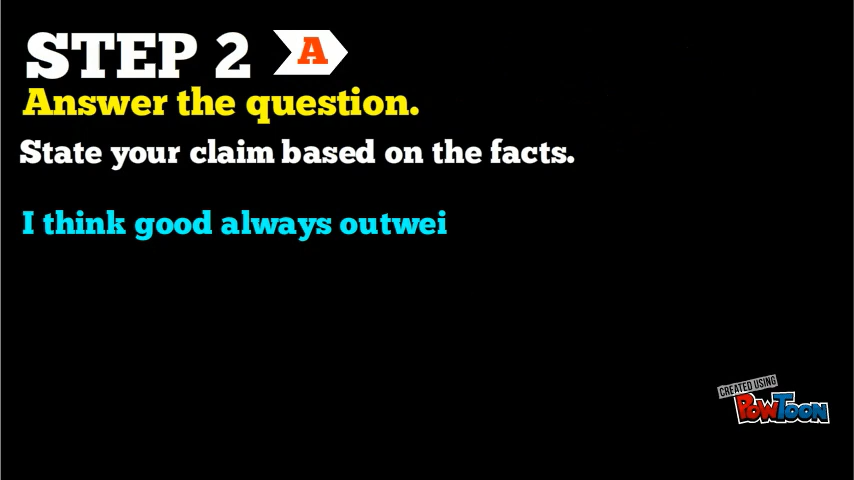 STEP 2 A
Answer the question.
State your claim based on the facts.
I think good always outwei
CREATED USING
POWTOON